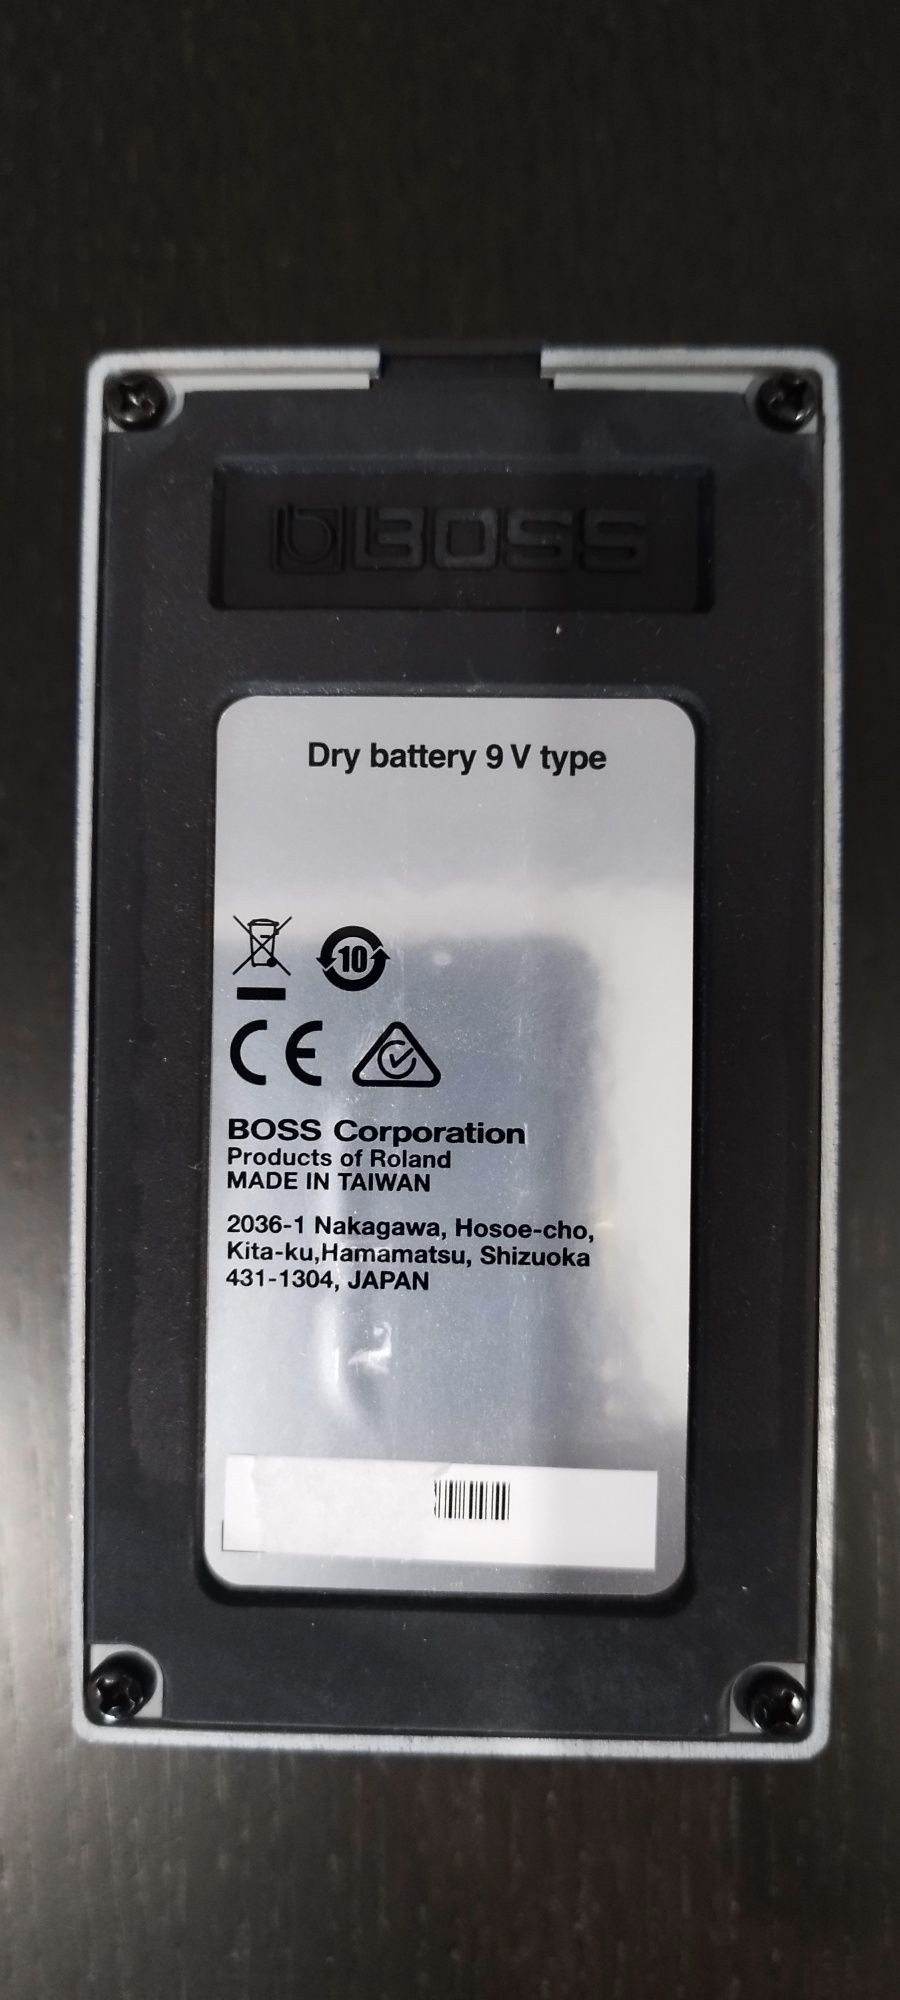 BOSS
Dry battery 9 V type
10
CE
BOSS Corporation
Products of Roland
MADE IN TAIWAN
2036-1 Nakagawa, Hosoe-cho,
Kita-ku,Hamamatsu, Shizuoka
431-1304, JAPAN